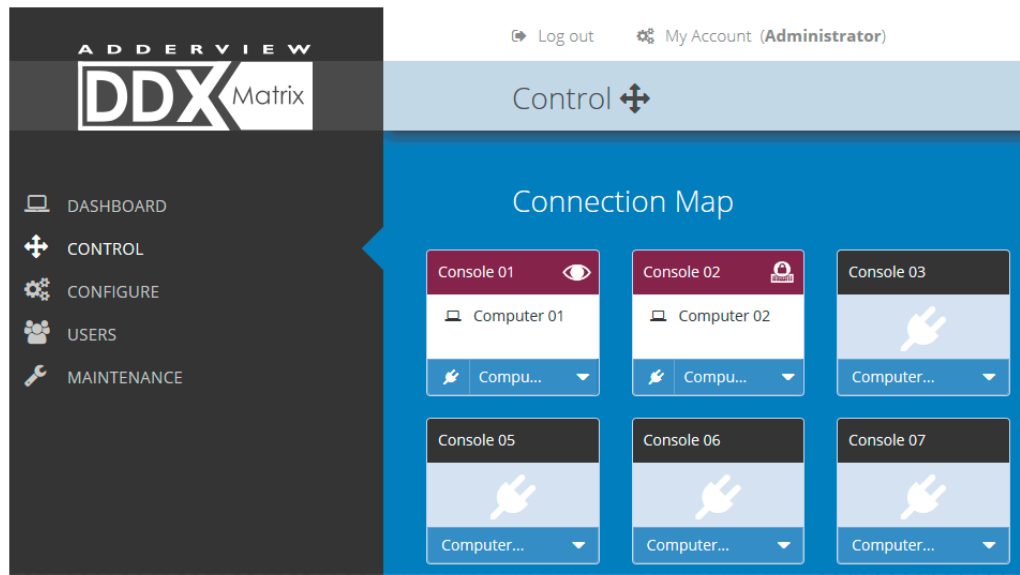 ADDERVIEW
DDX Matrix
Log out My Account (Administrator)
Control
DASHBOARD
CONTROL
CONFIGURE
USERS
MAINTENANCE
Connection Map
Console 01 Console 02 Console 03
Computer 01 Computer 02
Compu... Compu... Computer...
Console 05 Console 06 Console 07
Computer... Computer... Computer...